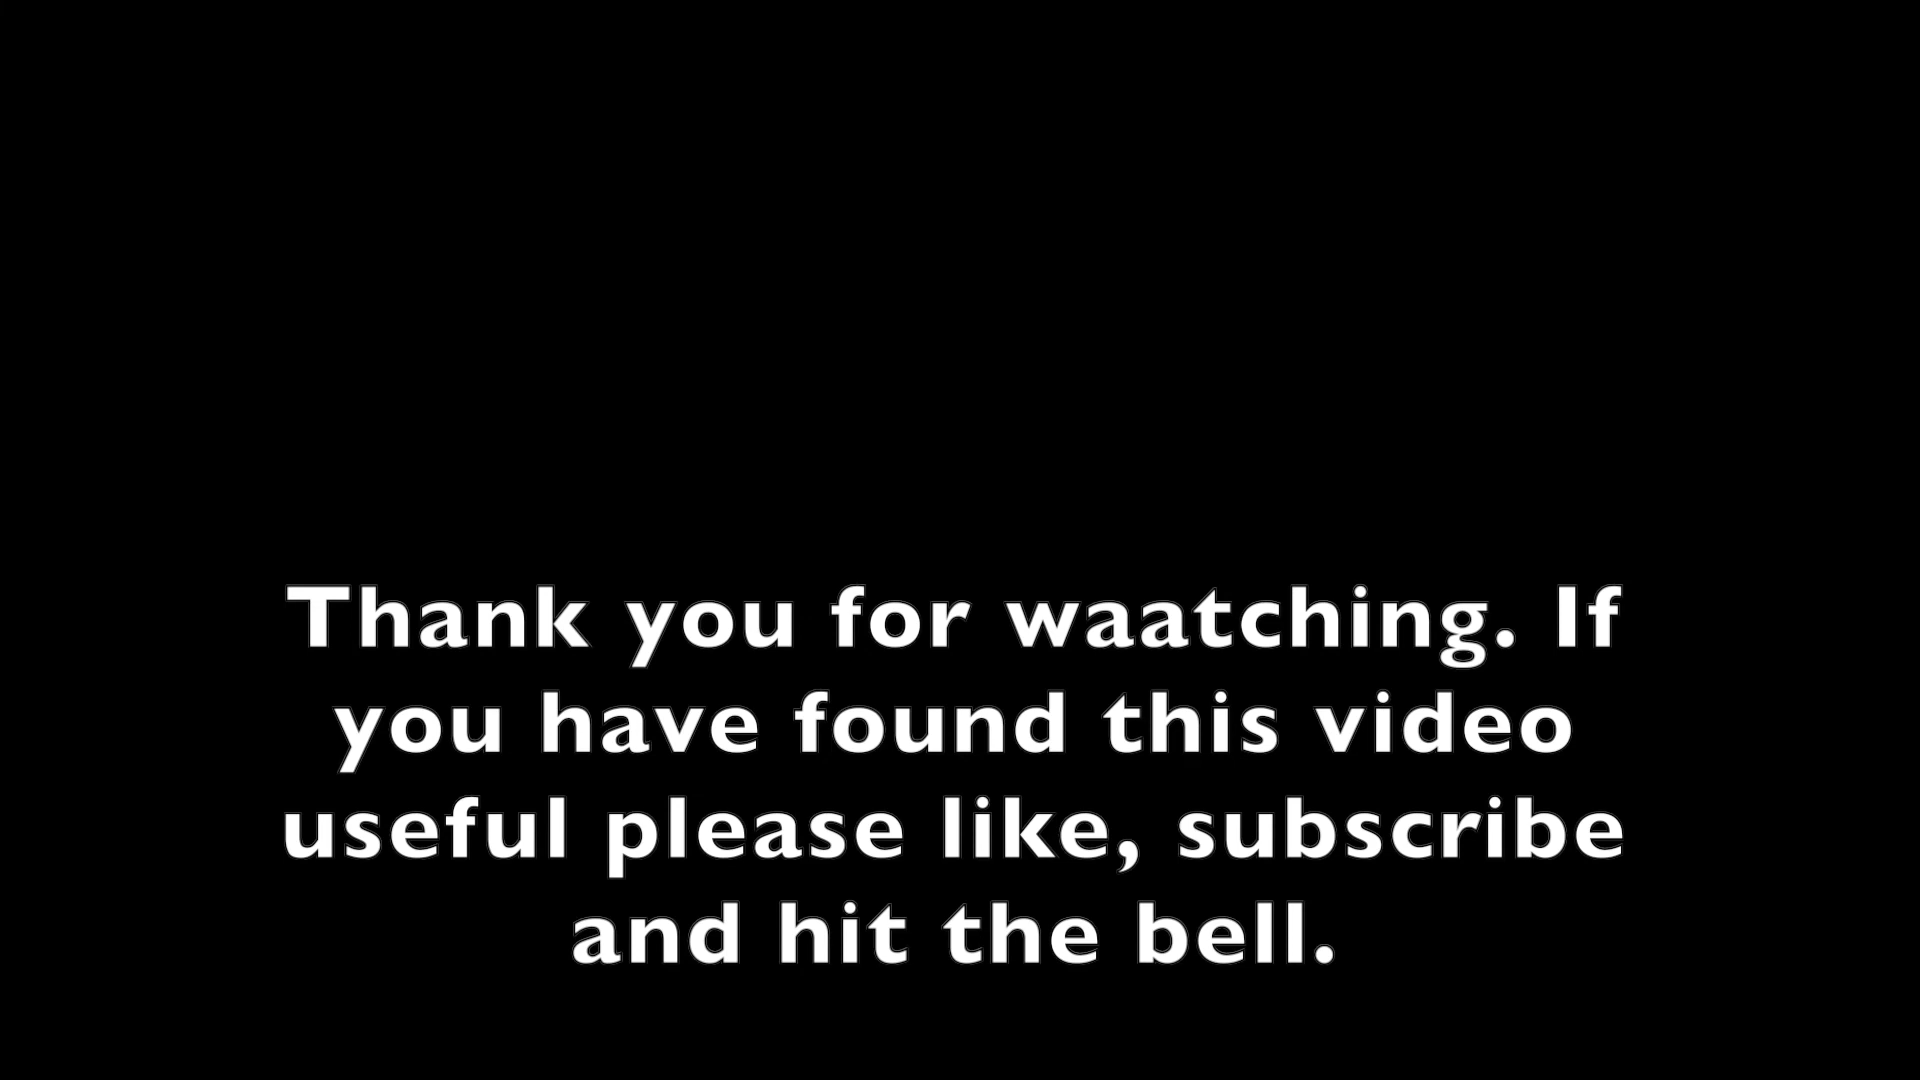 Thank you for waatching. If
you have found this video
useful please like, subscribe
and hit the bell.